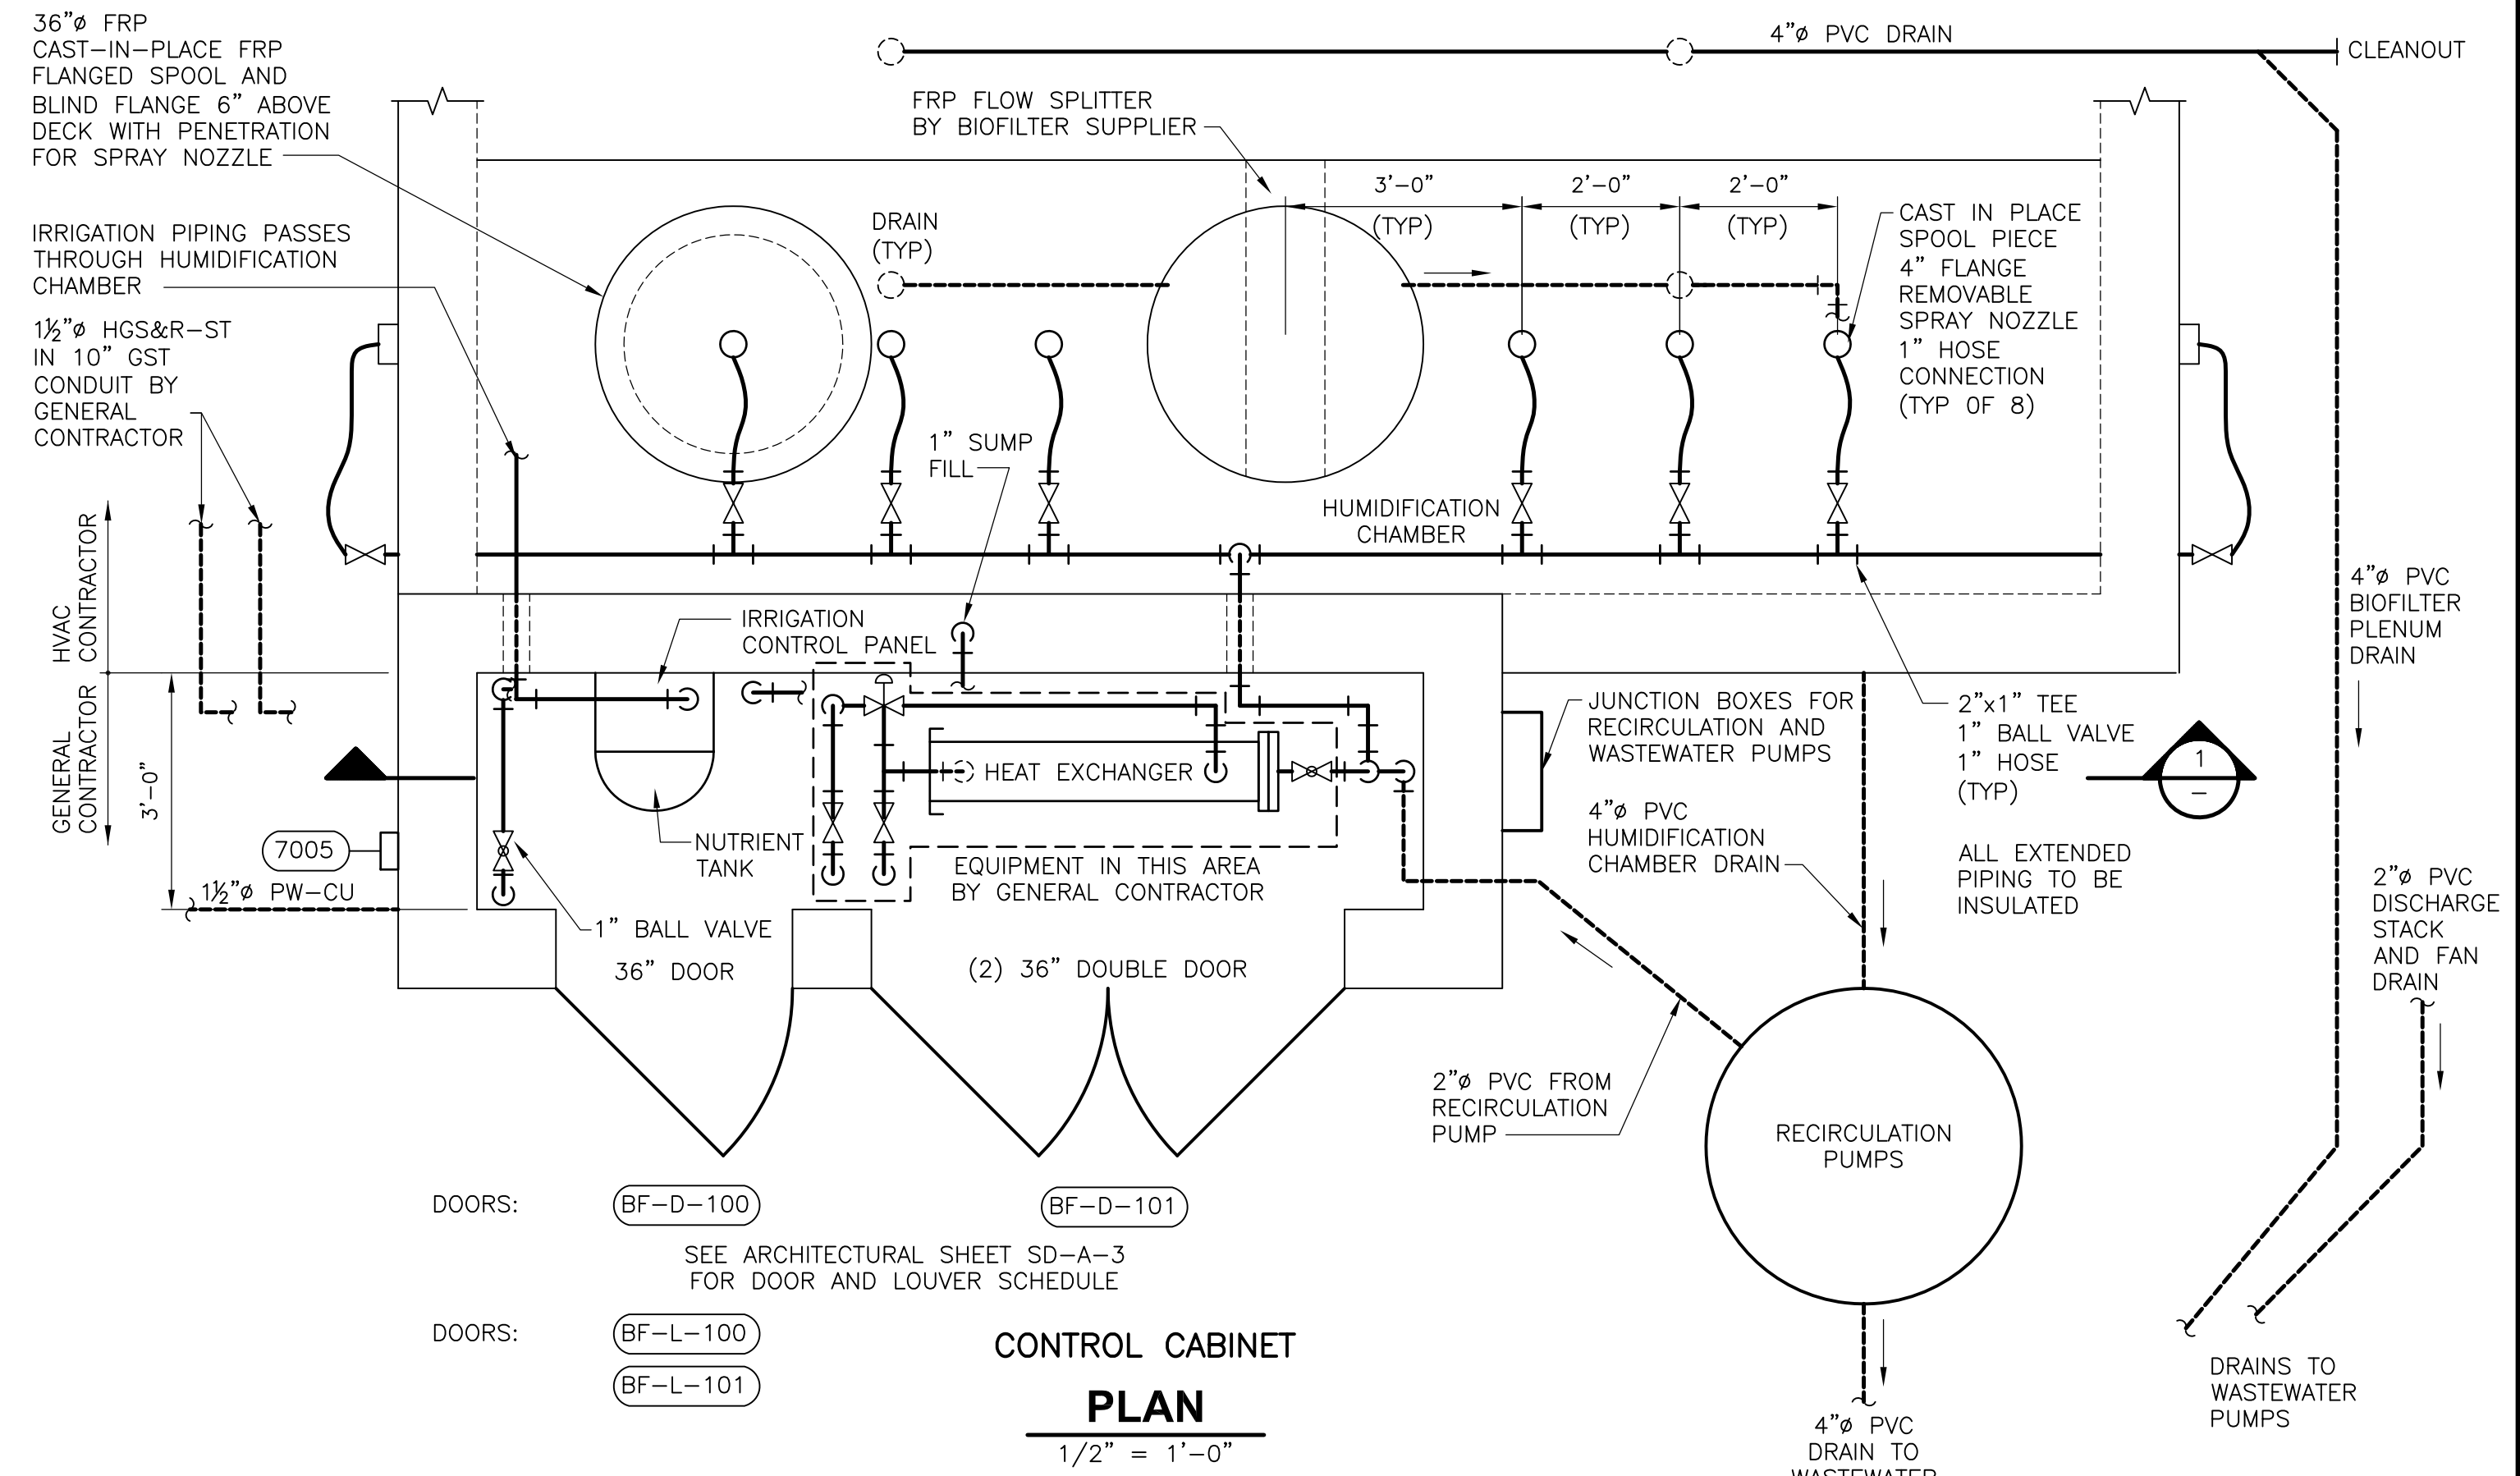 36"ø FRP
CAST-IN-PLACE FRP
FLANGED SPOOL AND
BLIND FLANGE 6" ABOVE
DECK WITH PENETRATION
FOR SPRAY NOZZLE
4"ø PVC DRAIN
CLEANOUT
FRP FLOW SPLITTER
BY BIOFILTER SUPPLIER
IRRIGATION PIPING PASSES
THROUGH HUMIDIFICATION
CHAMBER
DRAIN
(TYP)
3'-0"
(TYP)
2'-0"
(TYP)
2'-0"
(TYP)
CAST IN PLACE
SPOOL PIECE
4" FLANGE
REMOVABLE
SPRAY NOZZLE
1" HOSE
CONNECTION
(TYP OF 8)
1½"ø HGS&R-ST
IN 10" GST
CONDUIT BY
GENERAL
CONTRACTOR
1" SUMP
FILL
HUMIDIFICATION
CHAMBER
HVAC
CONTRACTOR
GENERAL
CONTRACTOR
3'-0"
IRRIGATION
CONTROL PANEL
4"ø PVC
BIOFILTER
PLENUM
DRAIN
JUNCTION BOXES FOR
RECIRCULATION AND
WASTEWATER PUMPS
2"x1" TEE
1" BALL VALVE
1" HOSE
(TYP)
1
-
HEAT EXCHANGER
4"ø PVC
HUMIDIFICATION
CHAMBER DRAIN
7005
NUTRIENT
TANK
EQUIPMENT IN THIS AREA
BY GENERAL CONTRACTOR
ALL EXTENDED
PIPING TO BE
INSULATED
1½"ø PW-CU
2"ø PVC
DISCHARGE
STACK
AND FAN
DRAIN
1" BALL VALVE
36" DOOR
(2) 36" DOUBLE DOOR
2"ø PVC FROM
RECIRCULATION
PUMP
RECIRCULATION
PUMPS
DOORS:
BF-D-100
BF-D-101
SEE ARCHITECTURAL SHEET SD-A-3
FOR DOOR AND LOUVER SCHEDULE
DOORS:
BF-L-100
BF-L-101
CONTROL CABINET
PLAN
1/2" = 1'-0"
DRAINS TO
WASTEWATER
PUMPS
4"ø PVC
DRAIN TO
WASTEWATER